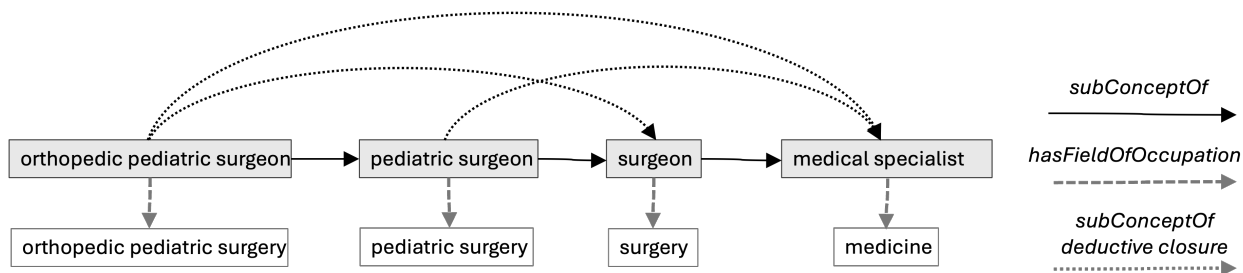 subConceptOf
orthopedic pediatric surgeon
pediatric surgeon
surgeon
medical specialist
hasFieldOfOccupation
orthopedic pediatric surgery
pediatric surgery
surgery
medicine
subConceptOf
deductive closure